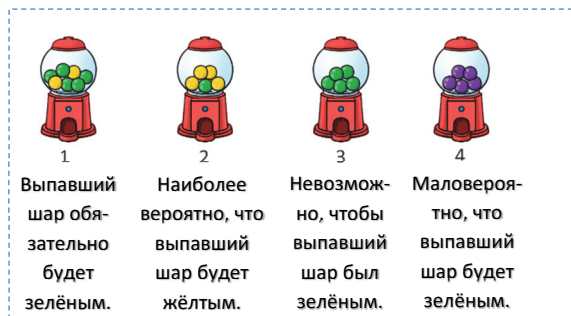 1 2 3 4
Выпавший
шар обя-
зательно
будет
зелёным.
Наиболее
вероятно, что
выпавший
шар будет
жёлтым.
Невозмож-
но, чтобы
выпавший
шар был
зелёным.
Маловероя-
тно, что
выпавший
шар будет
зелёным.